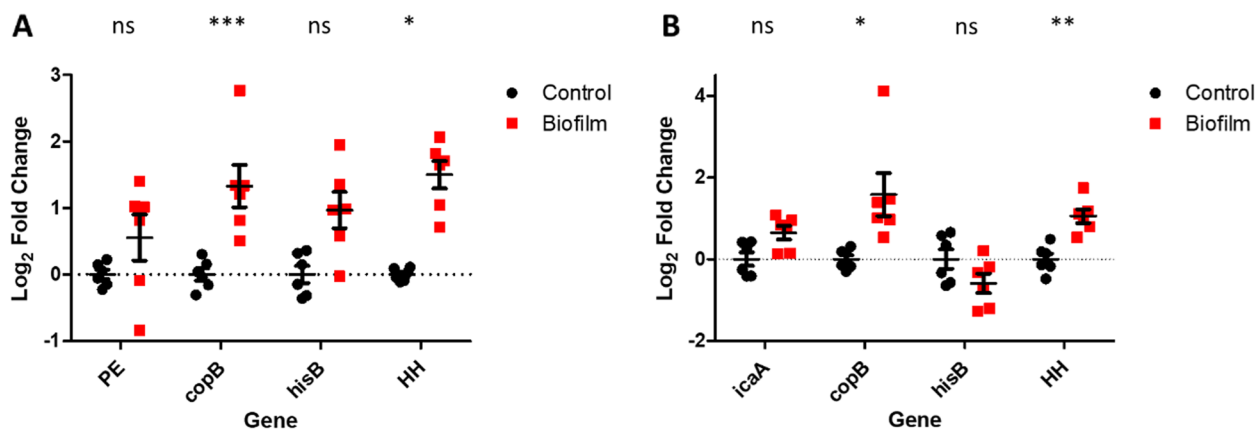 A
ns
***
ns
*
3
2
1
0
-1
Log2 Fold Change
PE
copB
hisB
HH
Gene
Control
Biofilm
B
ns
*
ns
**
4
2
0
-2
Log2 Fold Change
icaA
copB
hisB
HH
Gene
Control
Biofilm